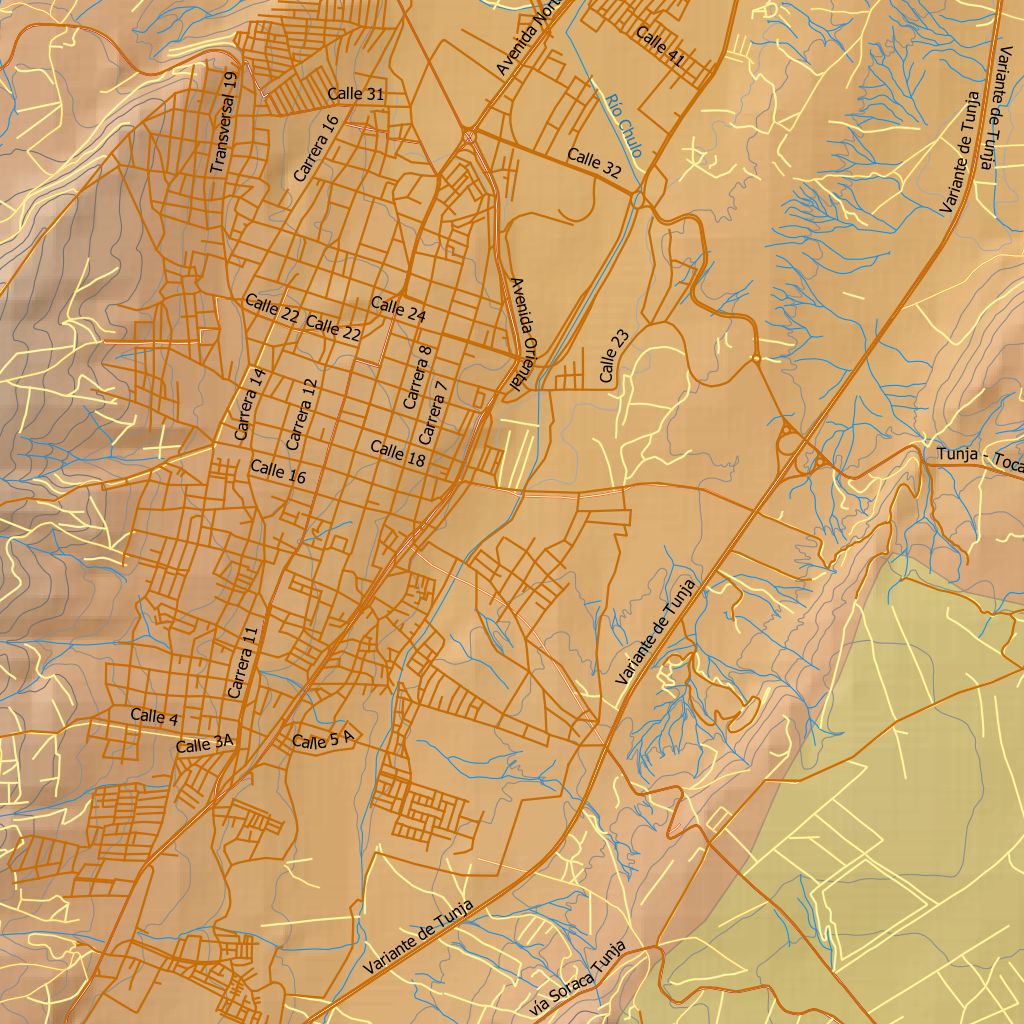 Avenida Norte
Calle 41
Variante de Tunja
Variante de Tunja
Transversal 19
Calle 31
Carrera 16
Río Chulo
Calle 32
Calle 22
Calle 22
Calle 24
Avenida Oriental
Calle 23
Carrera 14
Carrera 12
Carrera 8
Carrera 7
Calle 18
Calle 16
Tunja - Toca
Variante de Tunja
Carrera 11
Calle 4
Calle 3A
Calle 5 A
Variante de Tunja
vía Soraca Tunja